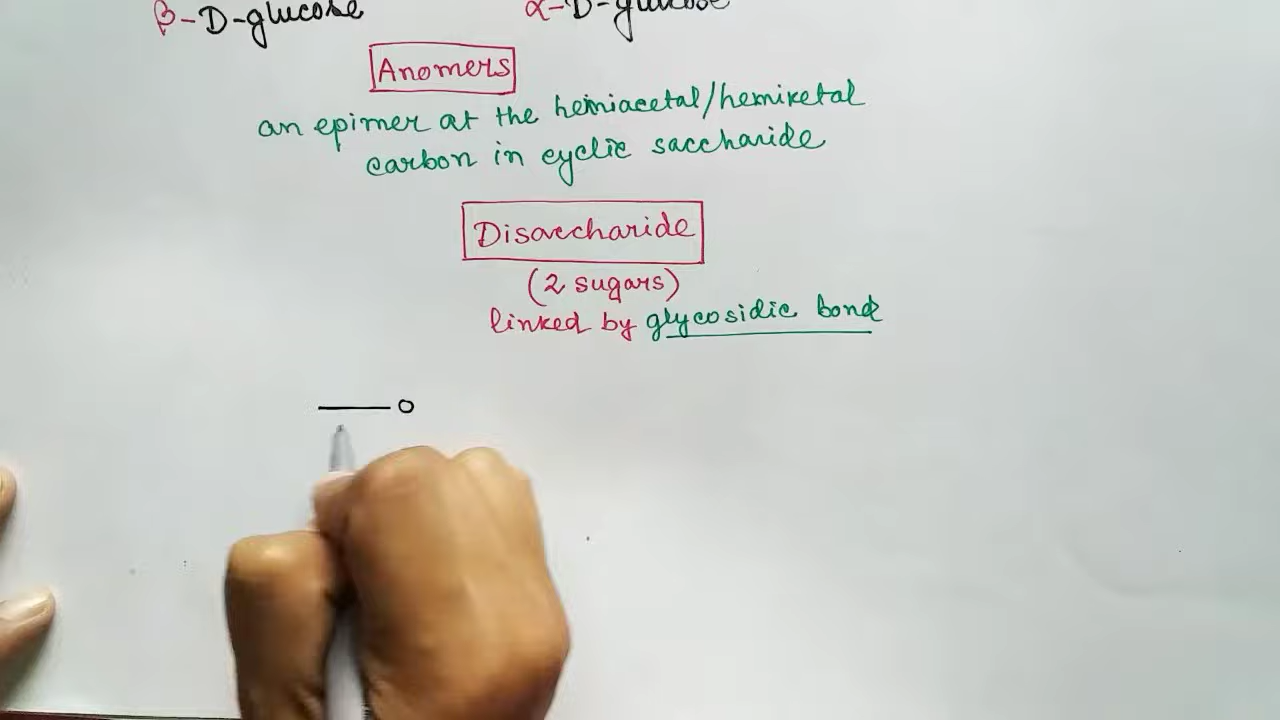 β-D-glucose α-D-glucose
Anomers
an epimer at the hemiacetal/hemiketal
carbon in cyclic saccharide
Disaccharide
(2 sugars)
linked by glycosidic bond
O